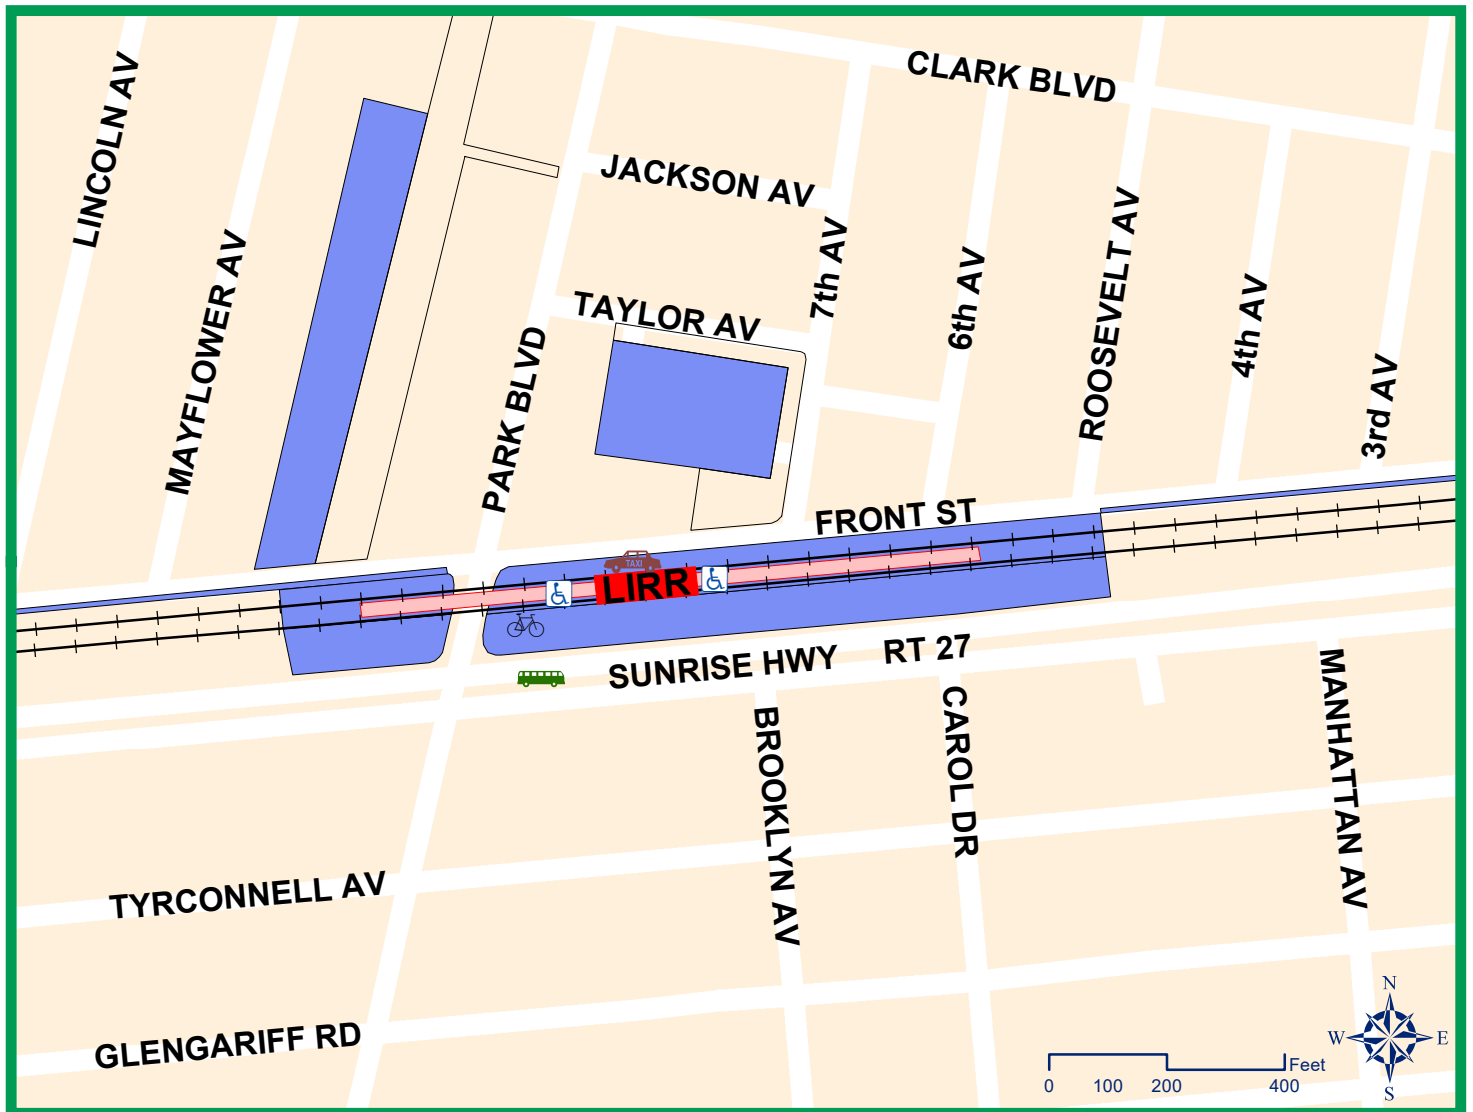 CLARK BLVD
LINCOLN AV
JACKSON AV
ROOSEVELT AV
7th AV
MAYFLOWER AV
6th AV
4th AV
TAYLOR AV
PARK BLVD
3rd AV
FRONT ST
TAXI
LIRR
RT 27
SUNRISE HWY
MANHATTAN AV
CAROL DR
BROOKLYN AV
TYRCONNELL AV
GLENGARIFF RD
N
W
E
S
Feet
0 100 200 400